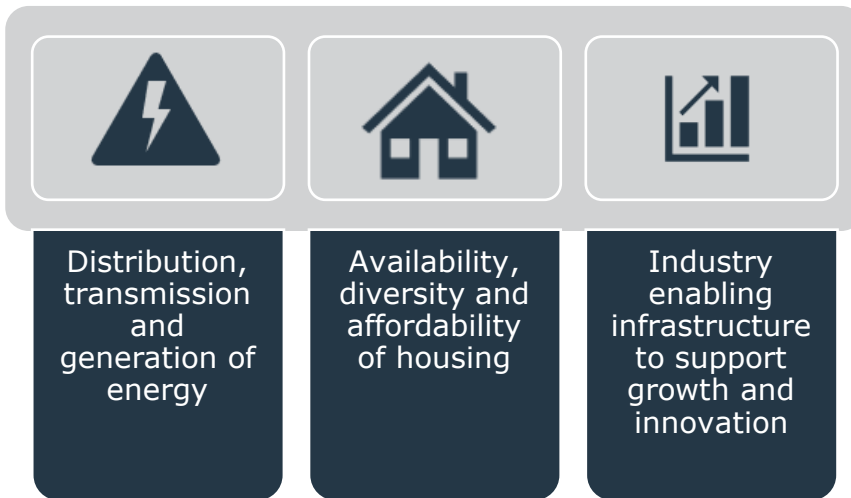 Distribution,
transmission
and
generation of
energy
Availability,
diversity and
affordability
of housing
Industry
enabling
infrastructure
to support
growth and
innovation